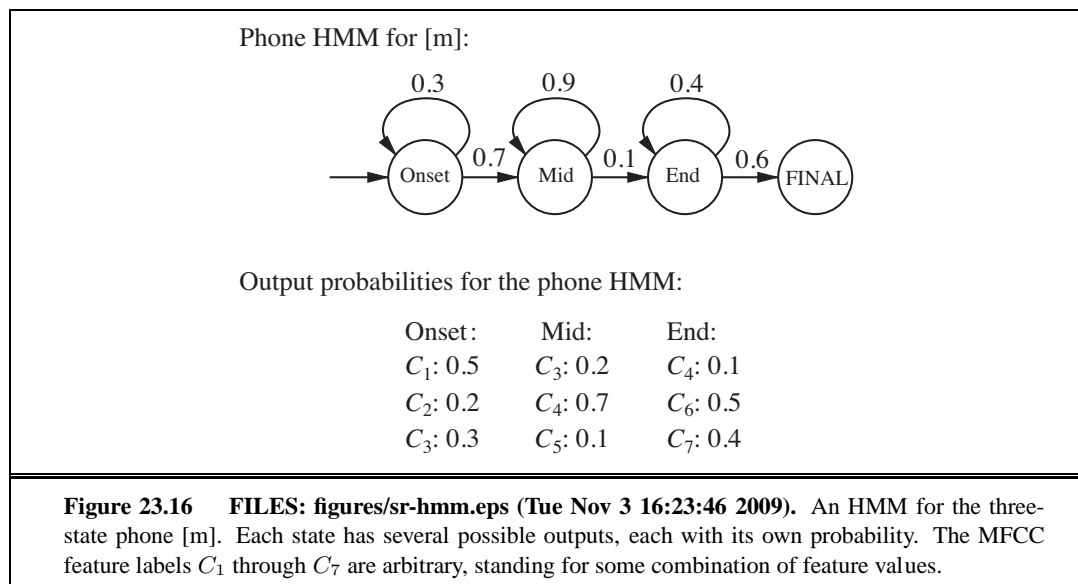 Phone HMM for [m]:
0.3 0.9 0.4
Onset 0.7 Mid 0.1 End 0.6 FINAL
Output probabilities for the phone HMM:
Onset: Mid: End:
C₁: 0.5 C₃: 0.2 C₄: 0.1
C₂: 0.2 C₄: 0.7 C₆: 0.5
C₃: 0.3 C₅: 0.1 C₇: 0.4
Figure 23.16 FILES: figures/sr-hmm.eps (Tue Nov 3 16:23:46 2009). An HMM for the three-
state phone [m]. Each state has several possible outputs, each with its own probability. The MFCC
feature labels C₁ through C₇ are arbitrary, standing for some combination of feature values.